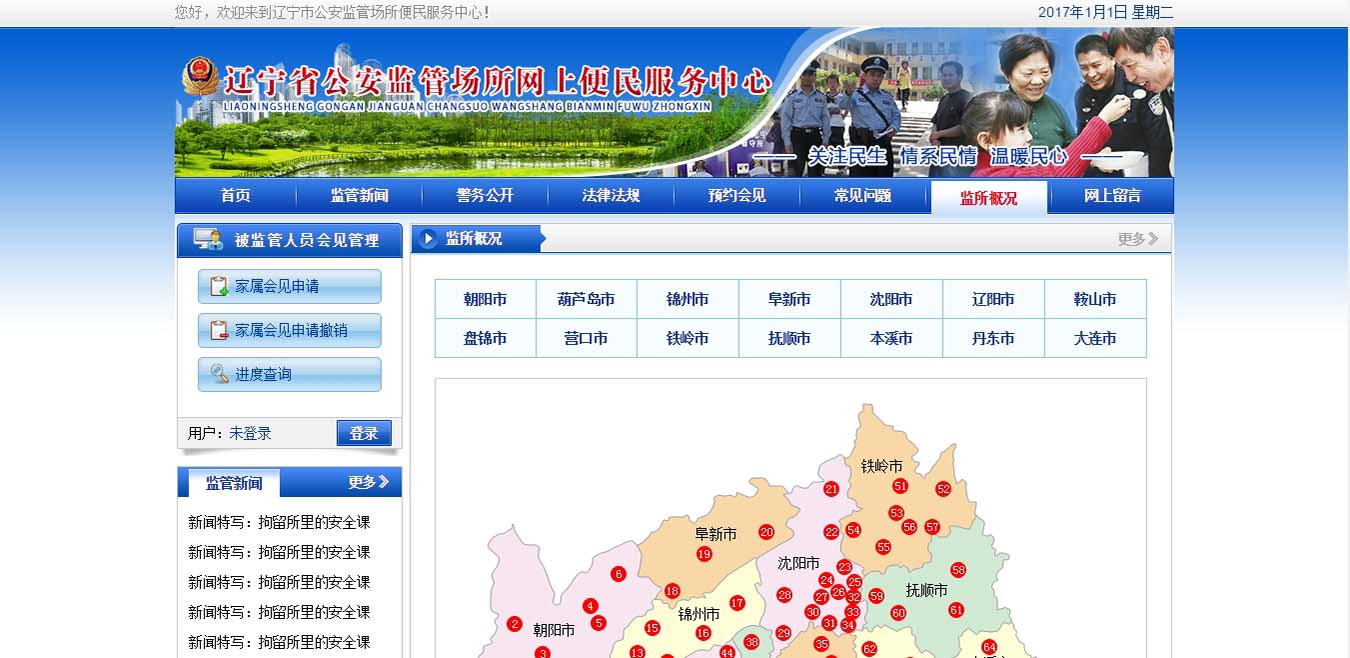 您好，欢迎来到辽宁市公安监管场所便民服务中心！
2017年1月1日 星期二
辽宁省公安监管场所网上便民服务中心
LIAONINGSHENG GONGAN JIANGUAN CHANGSUO WANGSHANG BIANMIN FUWU ZHONGXIN
关注民生 情系民情 温暖民心
首页 监管新闻 警务公开 法律法规 预约会见 常见问题 监所概况 网上留言
被监管人员会见管理
家属会见申请
家属会见申请撤销
进度查询
用户：未登录 登录
监管新闻 更多
新闻特写：拘留所里的安全课
新闻特写：拘留所里的安全课
新闻特写：拘留所里的安全课
新闻特写：拘留所里的安全课
新闻特写：拘留所里的安全课
监所概况 更多
朝阳市 葫芦岛市 锦州市 阜新市 沈阳市 辽阳市 鞍山市
盘锦市 营口市 铁岭市 抚顺市 本溪市 丹东市 大连市
铁岭市
51
21 52
53
56 57
阜新市 20 22 54
19 55
沈阳市 23
6 24 25 58
18 28 27 26 32 59 抚顺市
4 17 30 33 60 61
2 5 锦州市 31 34
朝阳市 15 16 29
38 35 62 64
3 13 44